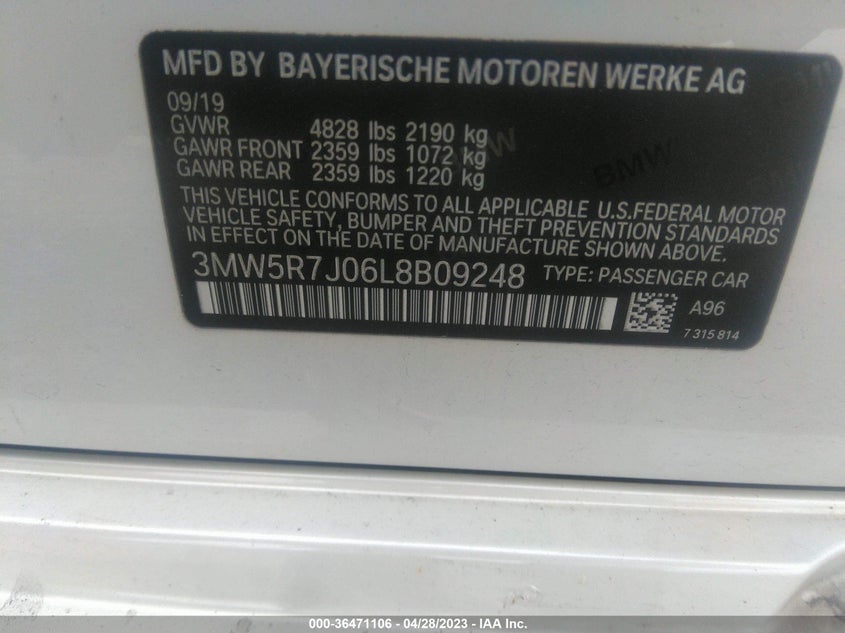 MFD BY BAYERISCHE MOTOREN WERKE AG
09/19
GVWR 4828 lbs 2190 kg
GAWR FRONT 2359 lbs 1072 kg
GAWR REAR 2359 lbs 1220 kg
BMW
THIS VEHICLE CONFORMS TO ALL APPLICABLE U.S.FEDERAL MOTOR
VEHICLE SAFETY, BUMPER AND THEFT PREVENTION STANDARDS
IN EFFECT ON THE DATE OF MANUFACTURE SHOWN ABOVE.
3MW5R7J06L8B09248 TYPE: PASSENGER CAR
A96
7 315 814
000-36471106 - 04/28/2023 - IAA Inc.